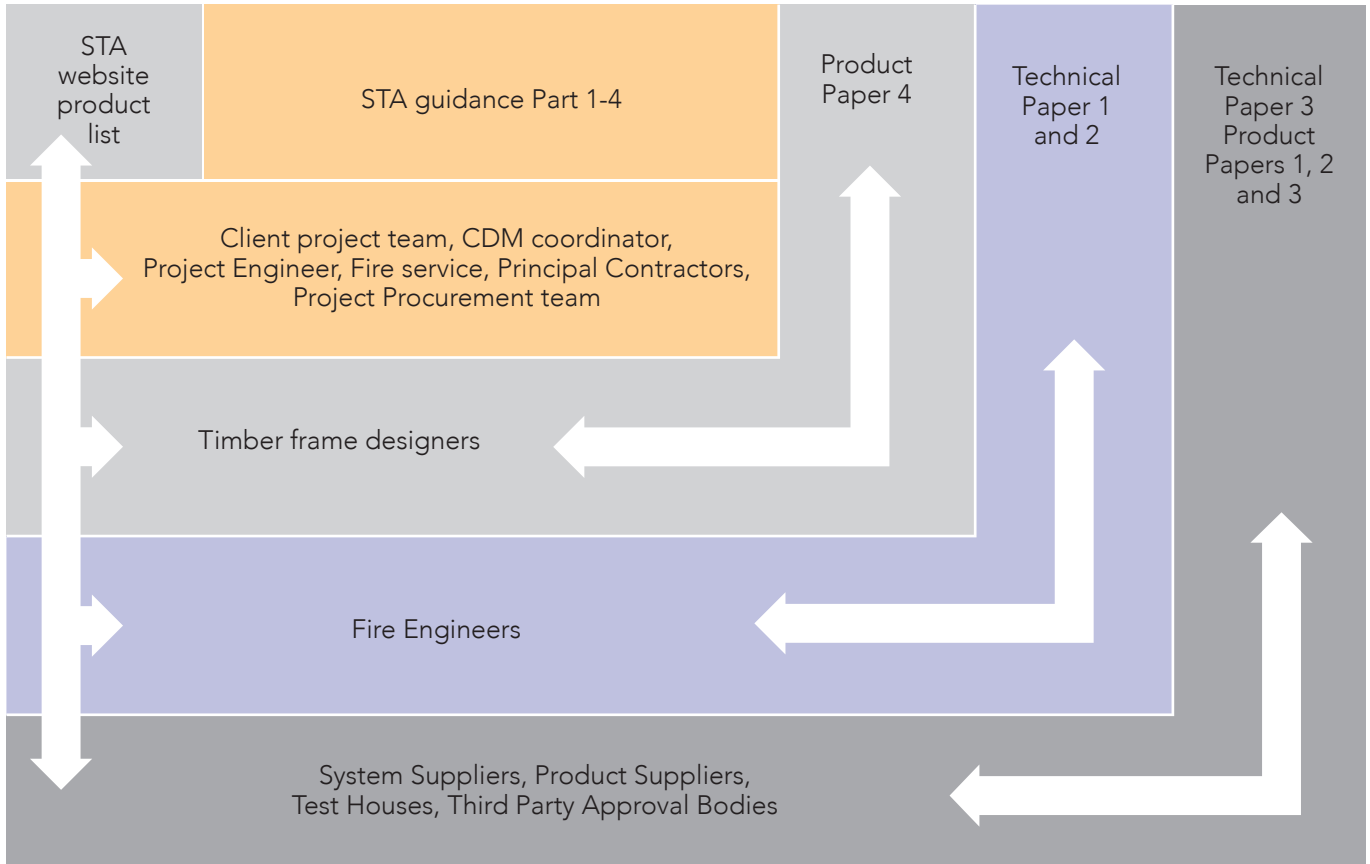 STA
website
product
list
STA guidance Part 1-4
Product
Paper 4
Technical
Paper 1
and 2
Technical
Paper 3
Product
Papers 1, 2
and 3
Client project team, CDM coordinator,
Project Engineer, Fire service, Principal Contractors,
Project Procurement team
Timber frame designers
Fire Engineers
System Suppliers, Product Suppliers,
Test Houses, Third Party Approval Bodies